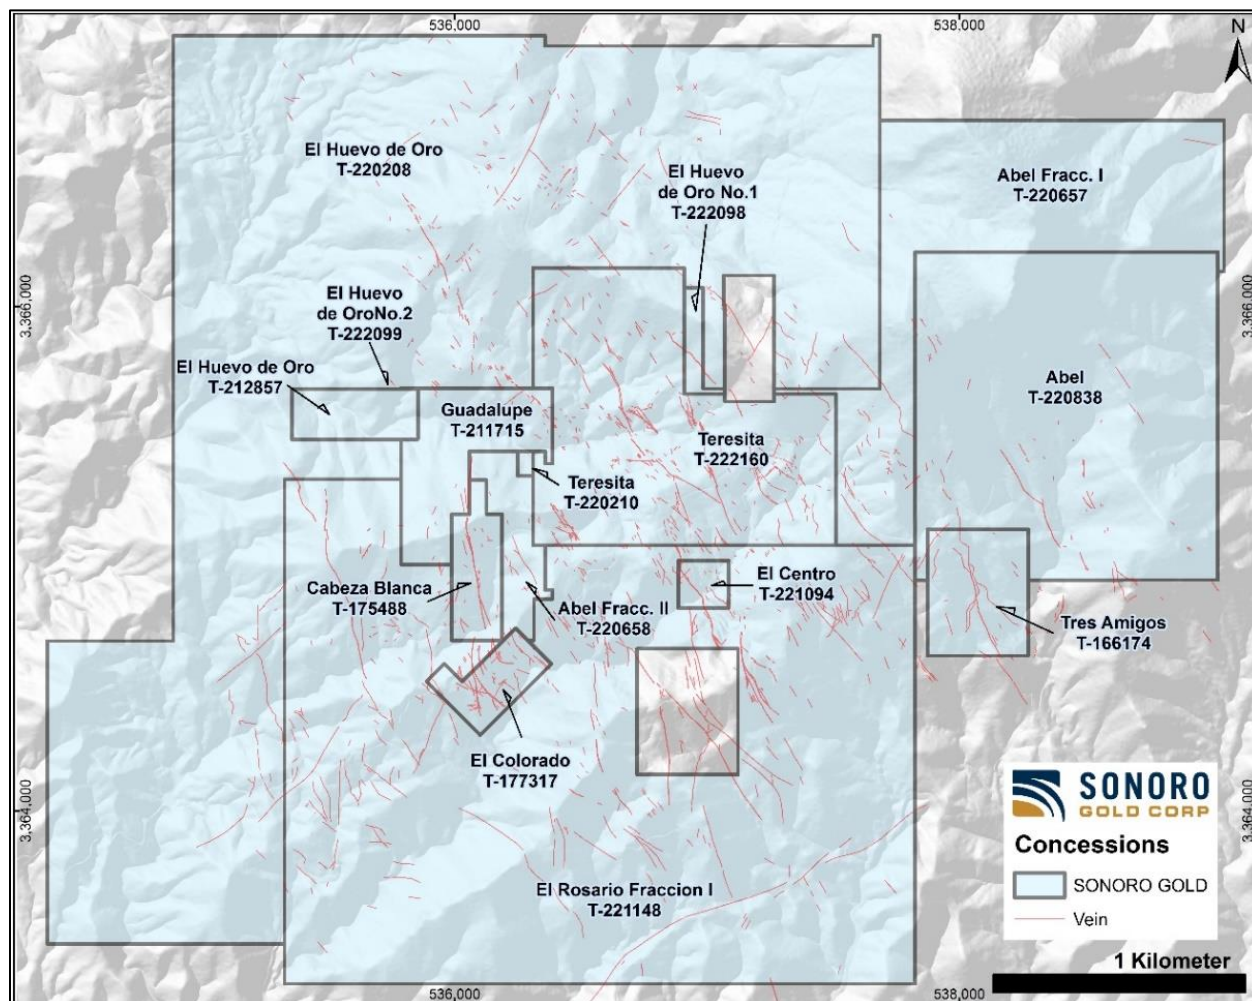 536,000
538,000
N
El Huevo de Oro
T-220208
El Huevo
de Oro No.1
T-222098
Abel Fracc. I
T-220657
3,366,000
3,366,000
El Huevo
de OroNo.2
T-222099
El Huevo de Oro
T-212857
Guadalupe
T-211715
Abel
T-220838
Teresita
T-222160
Teresita
T-220210
Cabeza Blanca
T-175488
Abel Fracc. II
T-220658
El Centro
T-221094
Tres Amigos
T-166174
El Colorado
T-177317
3,364,000
3,364,000
El Rosario Fraccion I
T-221148
SONORO
GOLD CORP
Concessions
SONORO GOLD
Vein
1 Kilometer
536,000
538,000